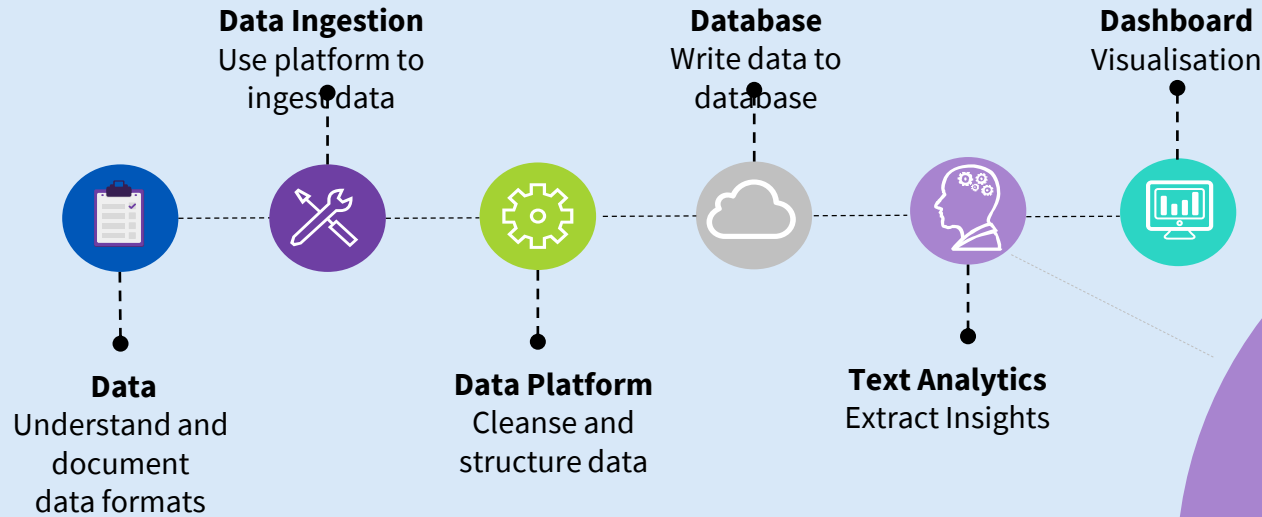 Data Ingestion
Use platform to
ingest data
Database
Write data to
database
Dashboard
Visualisation
Data
Understand and
document
data formats
Data Platform
Cleanse and
structure data
Text Analytics
Extract Insights